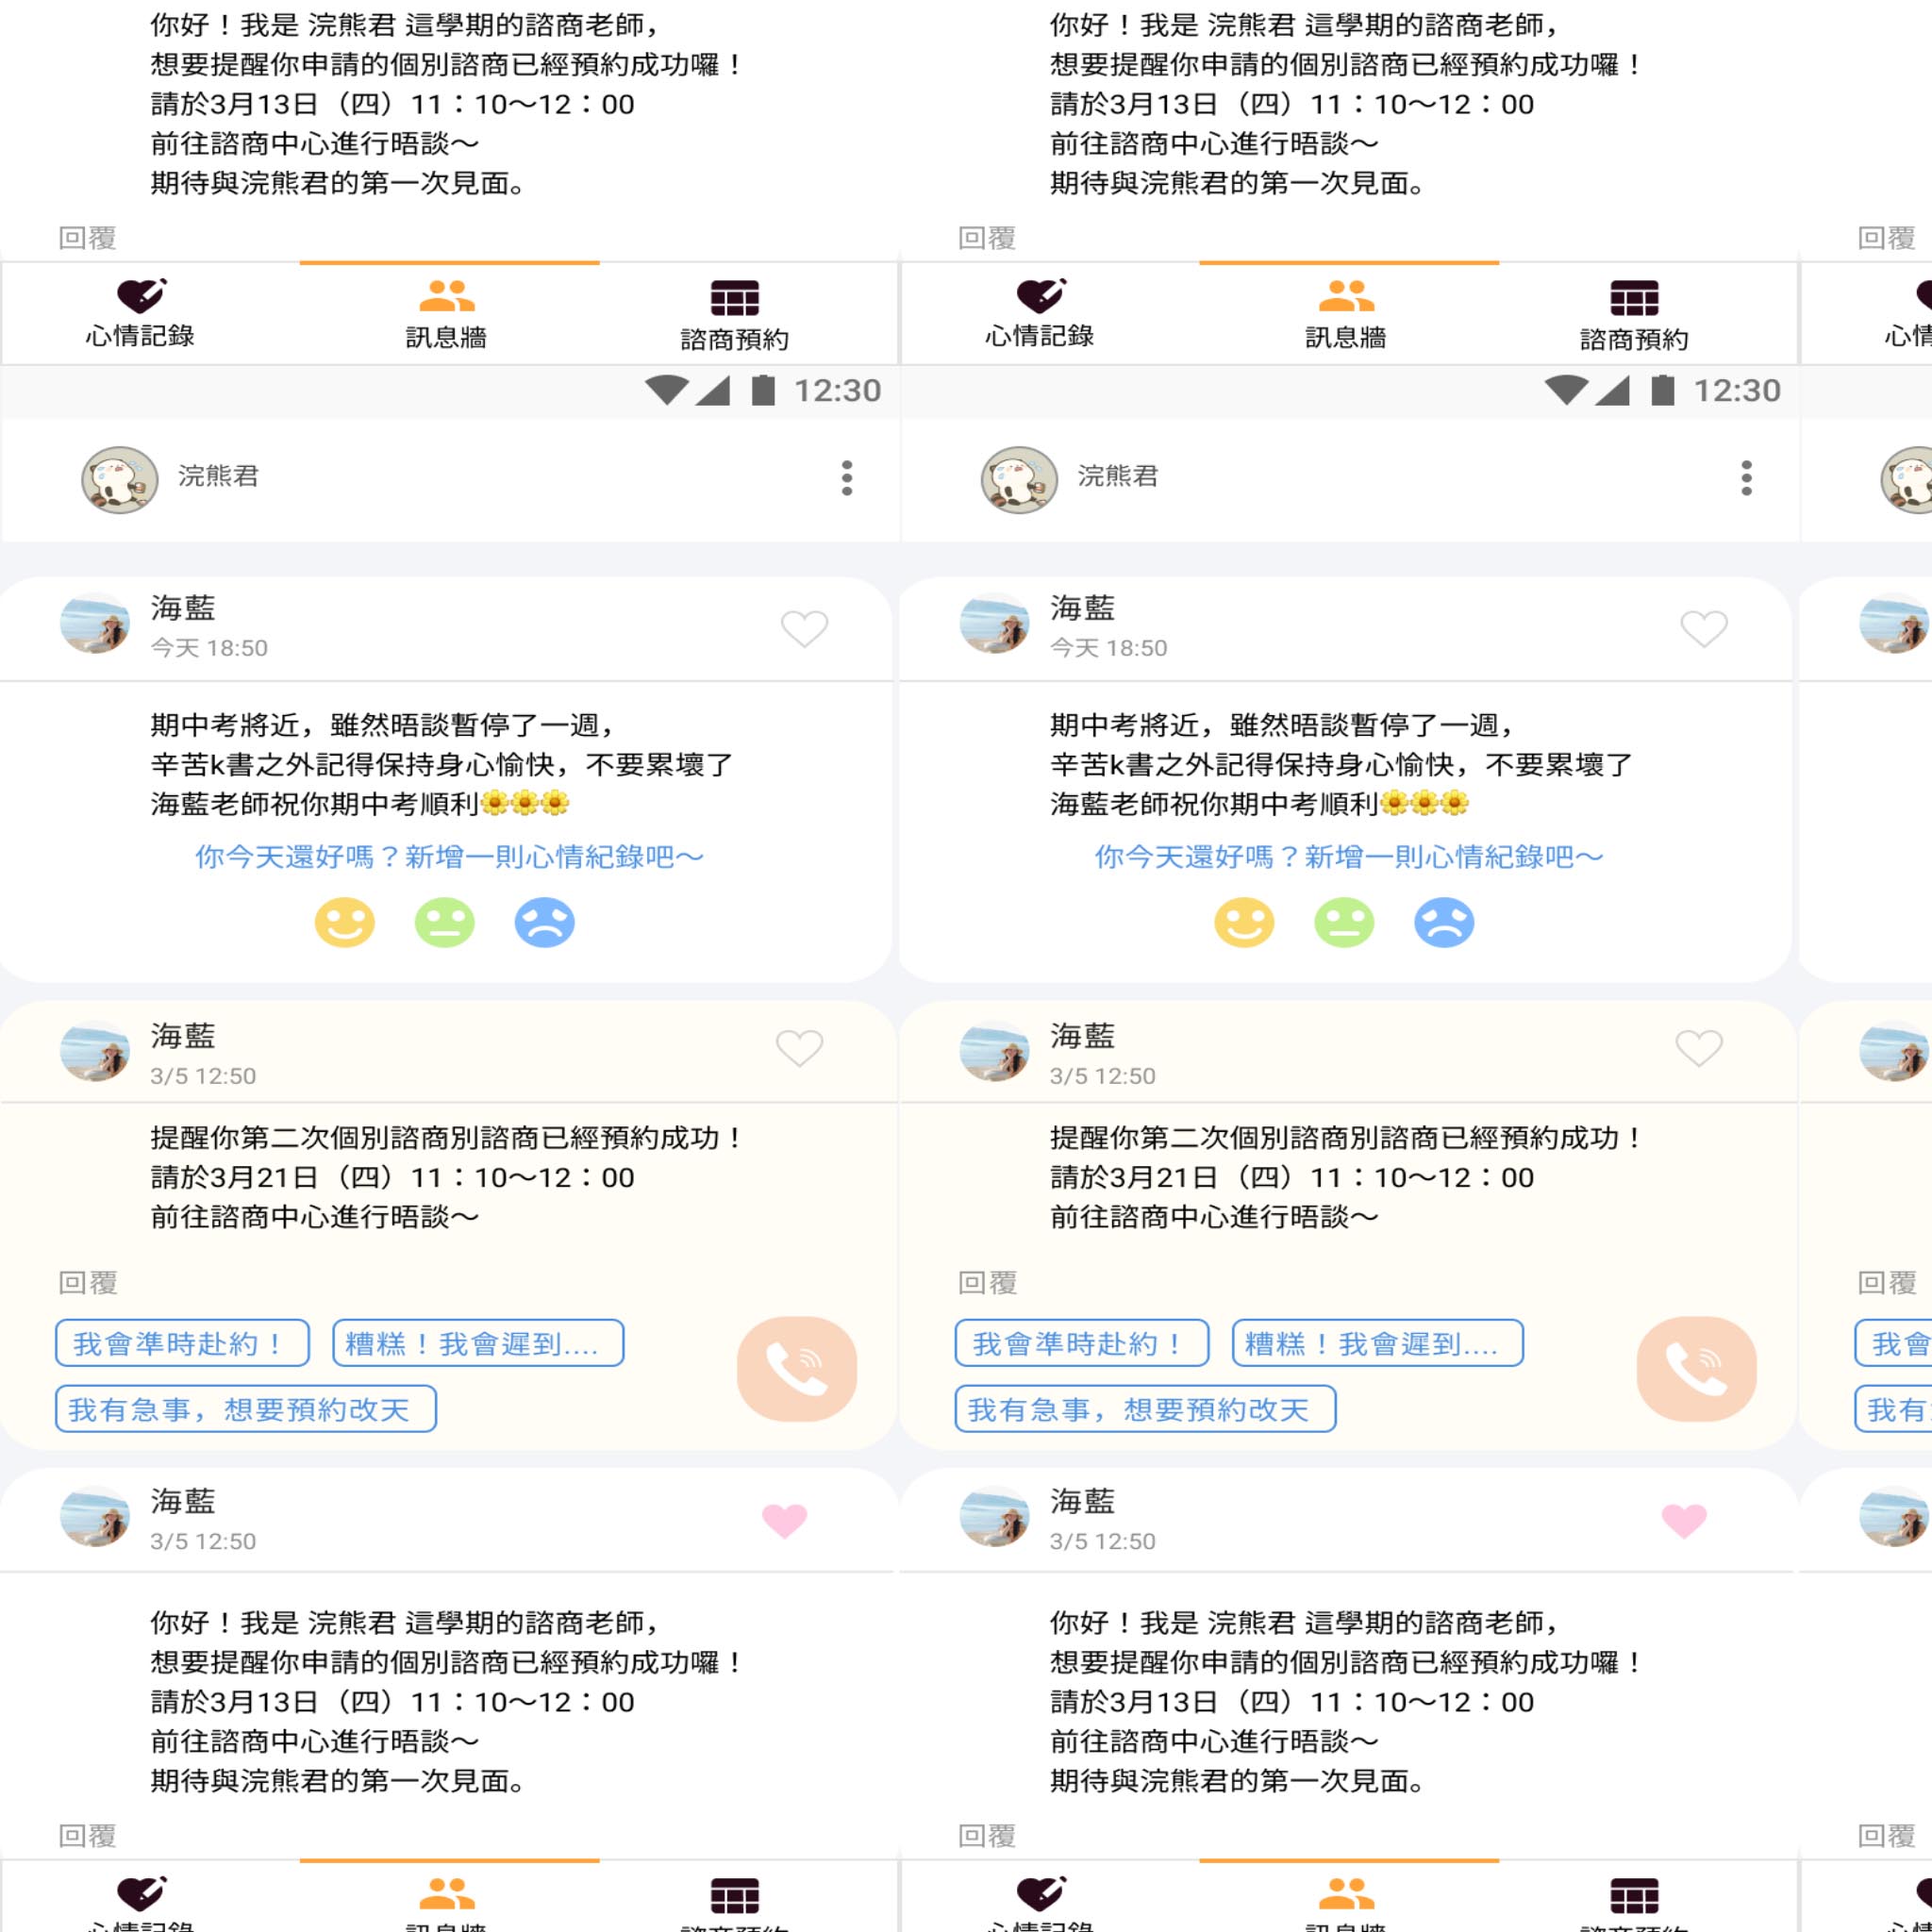 你好！我是 浣熊君 這學期的諮商老師，
想要提醒你申請的個別諮商已經預約成功囉！
請於3月13日（四）11：10～12：00
前往諮商中心進行晤談～
期待與浣熊君的第一次見面。
回覆
心情記錄
訊息牆
諮商預約
你好！我是 浣熊君 這學期的諮商老師，
想要提醒你申請的個別諮商已經預約成功囉！
請於3月13日（四）11：10～12：00
前往諮商中心進行晤談～
期待與浣熊君的第一次見面。
回覆
心情記錄
訊息牆
諮商預約
回覆
心情
12:30
浣熊君
海藍
今天 18:50
期中考將近，雖然晤談暫停了一週，
辛苦k書之外記得保持身心愉快，不要累壞了
海藍老師祝你期中考順利🌼🌼🌼
你今天還好嗎？新增一則心情紀錄吧～
海藍
3/5 12:50
提醒你第二次個別諮商別諮商已經預約成功！
請於3月21日（四）11：10～12：00
前往諮商中心進行晤談～
回覆
我會準時赴約！
糟糕！我會遲到....
我有急事，想要預約改天
海藍
3/5 12:50
你好！我是 浣熊君 這學期的諮商老師，
想要提醒你申請的個別諮商已經預約成功囉！
請於3月13日（四）11：10～12：00
前往諮商中心進行晤談～
期待與浣熊君的第一次見面。
回覆
心情記錄
訊息牆
諮商預約
12:30
浣熊君
海藍
今天 18:50
期中考將近，雖然晤談暫停了一週，
辛苦k書之外記得保持身心愉快，不要累壞了
海藍老師祝你期中考順利🌼🌼🌼
你今天還好嗎？新增一則心情紀錄吧～
海藍
3/5 12:50
提醒你第二次個別諮商別諮商已經預約成功！
請於3月21日（四）11：10～12：00
前往諮商中心進行晤談～
回覆
我會準時赴約！
糟糕！我會遲到....
我有急事，想要預約改天
海藍
3/5 12:50
你好！我是 浣熊君 這學期的諮商老師，
想要提醒你申請的個別諮商已經預約成功囉！
請於3月13日（四）11：10～12：00
前往諮商中心進行晤談～
期待與浣熊君的第一次見面。
回覆
心情記錄
訊息牆
諮商預約
回覆
我會
我有
回覆